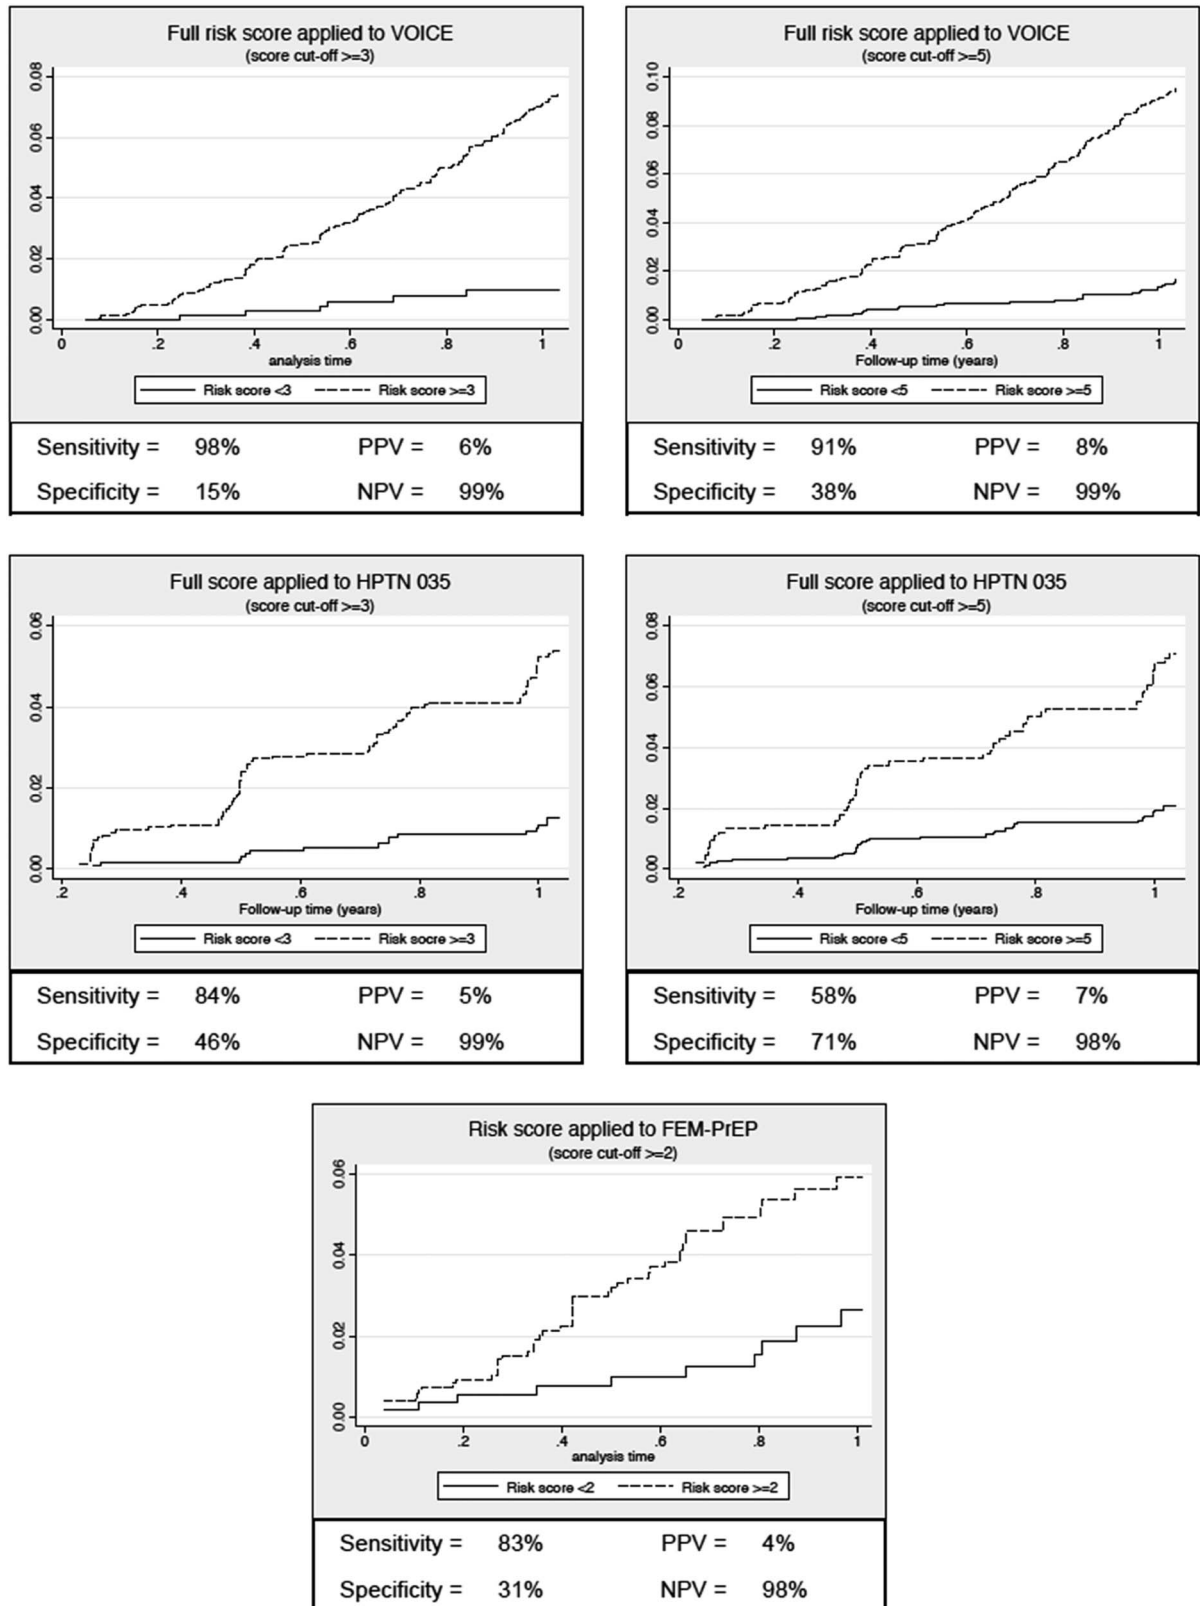 Full risk score applied to VOICE
(score cut-off >=3)
0.08
0.06
0.04
0.02
0.00
0 .2 .4 .6 .8 1
analysis time
Risk score <3 Risk score >=3
Sensitivity = 98% PPV = 6%
Specificity = 15% NPV = 99%
Full risk score applied to VOICE
(score cut-off >=5)
0.10
0.08
0.06
0.04
0.02
0.00
0 .2 .4 .6 .8 1
Follow-up time (years)
Risk score <5 Risk score >=5
Sensitivity = 91% PPV = 8%
Specificity = 38% NPV = 99%
Full score applied to HPTN 035
(score cut-off >=3)
0.06
0.04
0.02
0.00
.2 .4 .6 .8 1
Follow-up time (years)
Risk score <3 Risk socre >=3
Sensitivity = 84% PPV = 5%
Specificity = 46% NPV = 99%
Full score applied to HPTN 035
(score cut-off >=5)
0.08
0.06
0.04
0.02
0.00
.2 .4 .6 .8 1
Follow-up time (years)
Risk score <5 Risk score >=5
Sensitivity = 58% PPV = 7%
Specificity = 71% NPV = 98%
Risk score applied to FEM-PrEP
(score cut-off >=2)
0.06
0.04
0.02
0.00
0 .2 .4 .6 .8 1
analysis time
Risk score <2 Risk score >=2
Sensitivity = 83% PPV = 4%
Specificity = 31% NPV = 98%